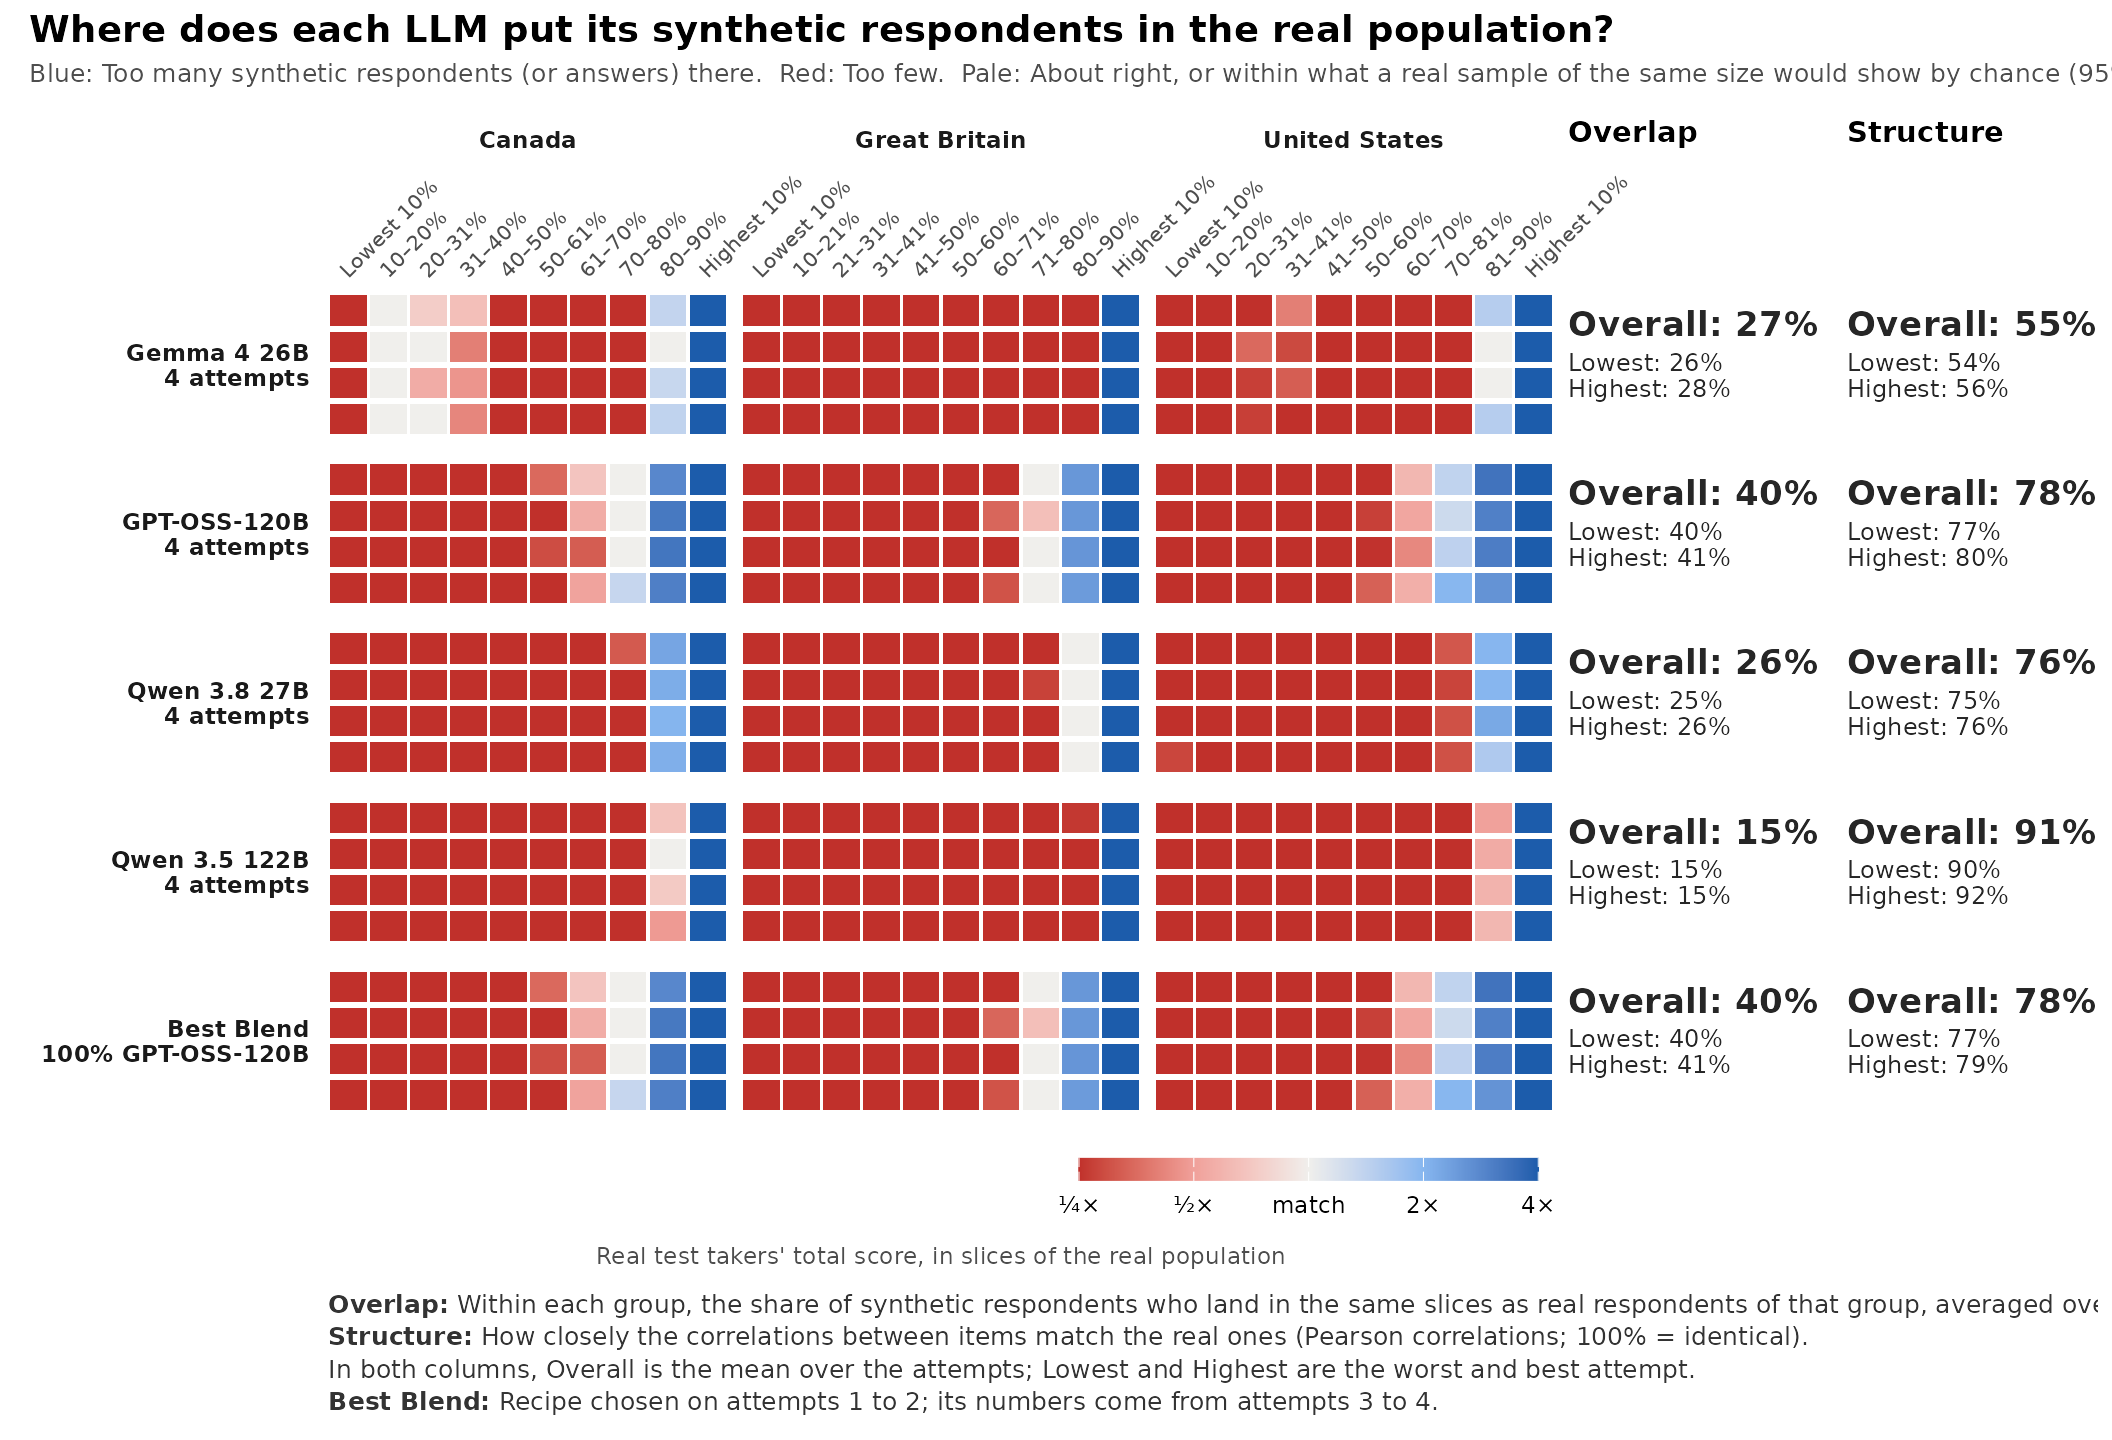 Where does each LLM put its synthetic respondents in the real population?
Blue: Too many synthetic respondents (or answers) there.  Red: Too few.  Pale: About right, or within what a real sample of the same size would show by chance (95
Canada
Great Britain
United States
Overlap
Structure
Lowest 10%
10–20%
20–31%
31–40%
40–50%
50–61%
61–70%
70–80%
80–90%
Highest 10%
Lowest 10%
10–21%
21–31%
31–41%
41–50%
50–60%
60–71%
71–80%
80–90%
Highest 10%
Lowest 10%
10–20%
20–31%
31–41%
41–50%
50–60%
60–70%
70–81%
81–90%
Highest 10%
Gemma 4 26B
4 attempts
Overall: 27%
Lowest: 26%
Highest: 28%
Overall: 55%
Lowest: 54%
Highest: 56%
GPT-OSS-120B
4 attempts
Overall: 40%
Lowest: 40%
Highest: 41%
Overall: 78%
Lowest: 77%
Highest: 80%
Qwen 3.8 27B
4 attempts
Overall: 26%
Lowest: 25%
Highest: 26%
Overall: 76%
Lowest: 75%
Highest: 76%
Qwen 3.5 122B
4 attempts
Overall: 15%
Lowest: 15%
Highest: 15%
Overall: 91%
Lowest: 90%
Highest: 92%
Best Blend
100% GPT-OSS-120B
Overall: 40%
Lowest: 40%
Highest: 41%
Overall: 78%
Lowest: 77%
Highest: 79%
¼×
½×
match
2×
4×
Real test takers' total score, in slices of the real population
Overlap: Within each group, the share of synthetic respondents who land in the same slices as real respondents of that group, averaged
Structure: How closely the correlations between items match the real ones (Pearson correlations; 100% = identical).
In both columns, Overall is the mean over the attempts; Lowest and Highest are the worst and best attempt.
Best Blend: Recipe chosen on attempts 1 to 2; its numbers come from attempts 3 to 4.